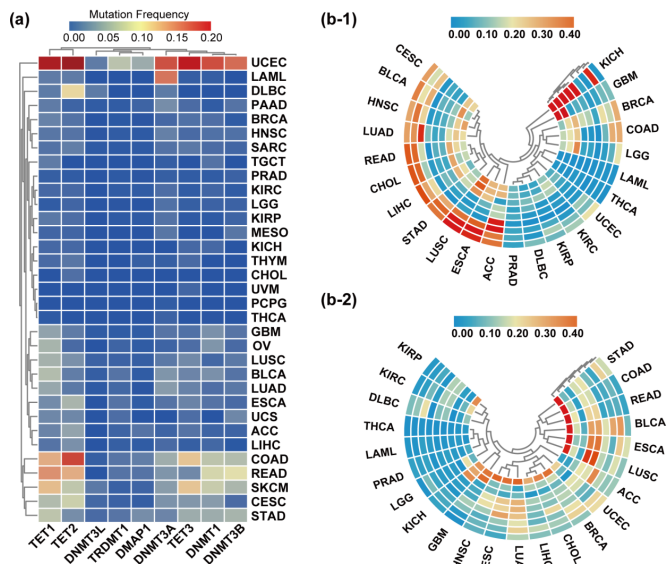 (a)
Mutation Frequency
0.00 0.10 0.20
UCEC
LAML
DLBC
PAAD
BRCA
HNSC
SARC
TGCT
PRAD
KIRC
LGG
KIRP
MESO
KICH
THYM
CHOL
UVM
PCPG
THCA
GBM
OV
LUSC
BLCA
LUAD
ESCA
UCS
ACC
LIHC
COAD
READ
SKCM
CESC
STAD
TET1
TET2
DNMT3L
TRDMT1
DMAP1
DNMT3A
TET3
DNMT1
DNMT3B
(b-1)
0.00 0.10 0.20 0.30 0.40
CESC
BLCA
HNSC
LUAD
READ
CHOL
LIHC
STAD
LUSC
ESCA
ACC
PRAD
DLBC
KIRP
KIRC
UCEC
THCA
LAML
LGG
COAD
BRCA
GBM
KICH
(b-2)
0.00 0.10 0.20 0.30 0.40
KIRP
KIRC
DLBC
THCA
LAML
PRAD
LGG
KICH
GBM
HNSC
LIHC
CHOL
BRCA
UCEC
ACC
LUSC
ESCA
BLCA
READ
COAD
STAD